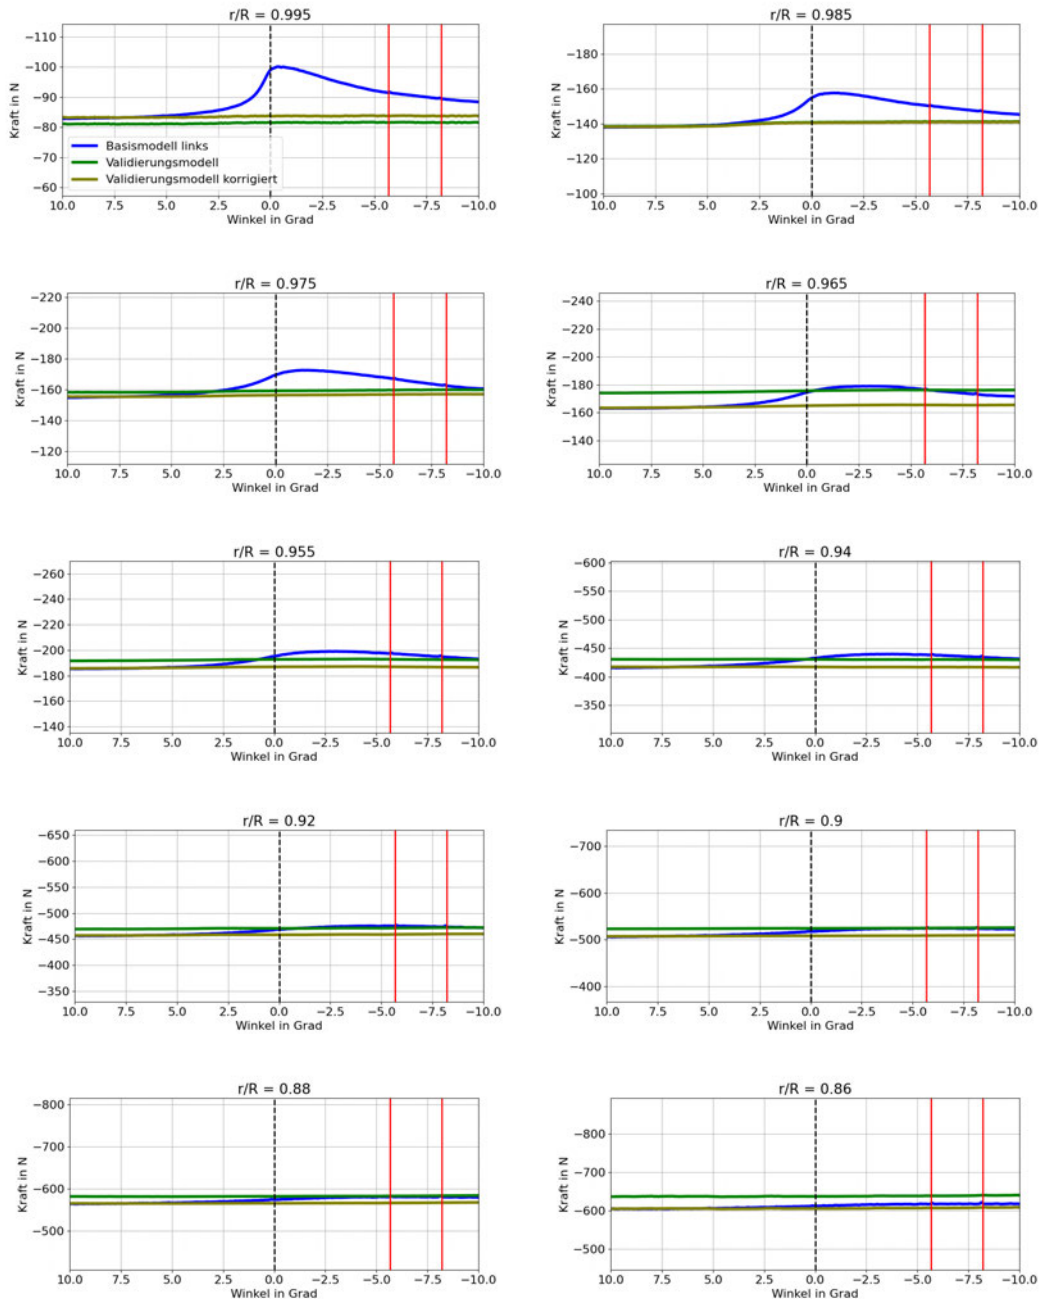 r/R = 0.995
Kraft in N
−110
−100
−90
−80
−70
−60
Basismodell links
Validierungsmodell
Validierungsmodell korrigiert
10.0 7.5 5.0 2.5 0.0 −2.5 −5.0 −7.5 −10.0
Winkel in Grad
r/R = 0.985
Kraft in N
−180
−160
−140
−120
−100
10.0 7.5 5.0 2.5 0.0 −2.5 −5.0 −7.5 −10.0
Winkel in Grad
r/R = 0.975
Kraft in N
−220
−200
−180
−160
−140
−120
10.0 7.5 5.0 2.5 0.0 −2.5 −5.0 −7.5 −10.0
Winkel in Grad
r/R = 0.965
Kraft in N
−240
−220
−200
−180
−160
−140
10.0 7.5 5.0 2.5 0.0 −2.5 −5.0 −7.5 −10.0
Winkel in Grad
r/R = 0.955
Kraft in N
−260
−240
−220
−200
−180
−160
−140
10.0 7.5 5.0 2.5 0.0 −2.5 −5.0 −7.5 −10.0
Winkel in Grad
r/R = 0.94
Kraft in N
−600
−550
−500
−450
−400
−350
10.0 7.5 5.0 2.5 0.0 −2.5 −5.0 −7.5 −10.0
Winkel in Grad
r/R = 0.92
Kraft in N
−650
−600
−550
−500
−450
−400
−350
10.0 7.5 5.0 2.5 0.0 −2.5 −5.0 −7.5 −10.0
Winkel in Grad
r/R = 0.9
Kraft in N
−700
−600
−500
−400
10.0 7.5 5.0 2.5 0.0 −2.5 −5.0 −7.5 −10.0
Winkel in Grad
r/R = 0.88
Kraft in N
−800
−700
−600
−500
10.0 7.5 5.0 2.5 0.0 −2.5 −5.0 −7.5 −10.0
Winkel in Grad
r/R = 0.86
Kraft in N
−800
−700
−600
−500
10.0 7.5 5.0 2.5 0.0 −2.5 −5.0 −7.5 −10.0
Winkel in Grad